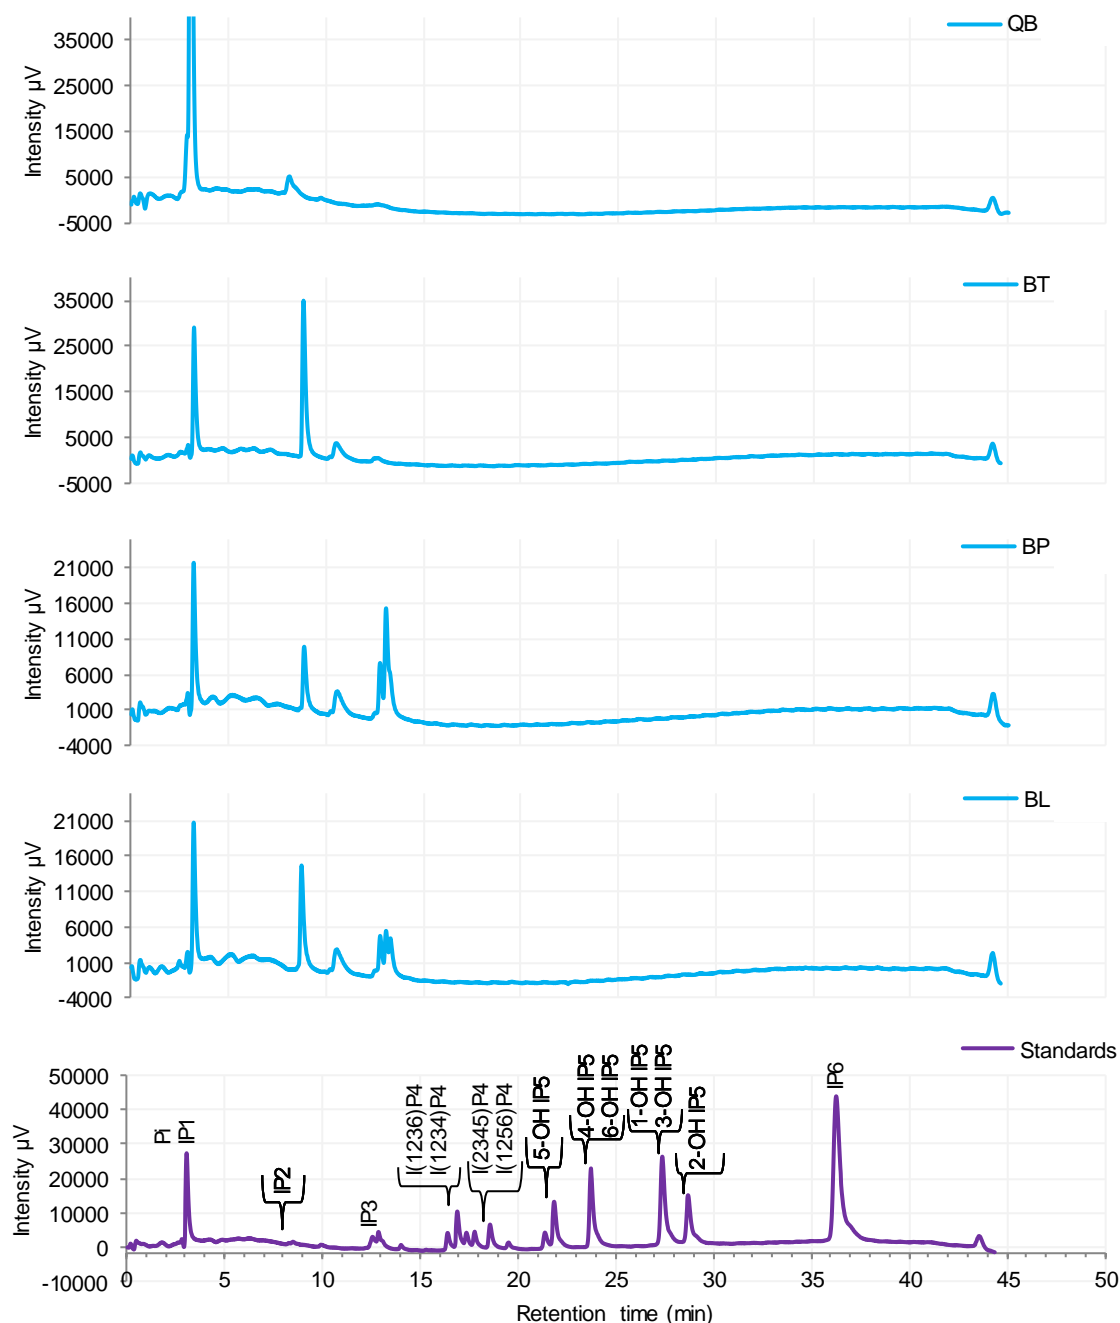 QB
35000
25000
15000
5000
-5000
Intensity µV
BT
35000
25000
15000
5000
-5000
Intensity µV
BP
21000
16000
11000
6000
1000
-4000
Intensity µV
BL
21000
16000
11000
6000
1000
-4000
Intensity µV
Standards
50000
40000
30000
20000
10000
0
-10000
Intensity µV
Pi
IP1
IP2
IP3
I(1236)P4
I(1234)P4
I(2345)P4
I(1256)P4
5-OH IP5
4-OH IP5
6-OH IP5
1-OH IP5
3-OH IP5
2-OH IP5
IP6
0 5 10 15 20 25 30 35 40 45 50
Retention time (min)